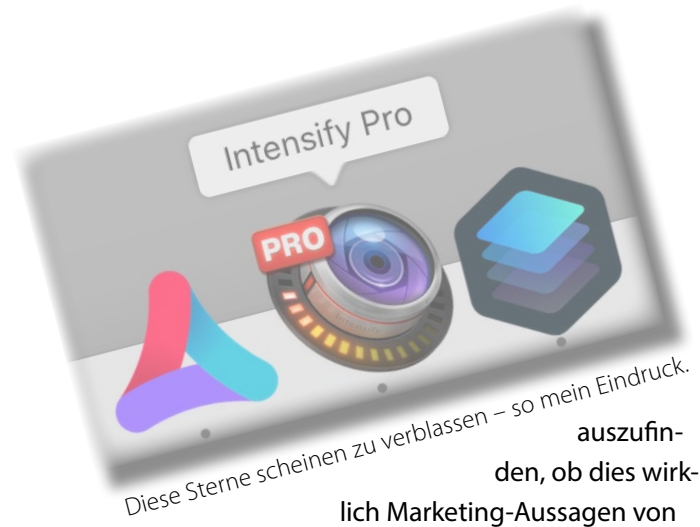 Intensify Pro
PRO
Diese Sterne scheinen zu verblassen – so mein Eindruck.
auszufin-
den, ob dies wirk-
lich Marketing-Aussagen von